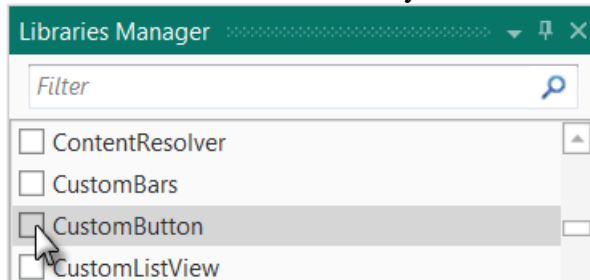 Libraries Manager
Filter
ContentResolver
CustomBars
CustomButton
CustomListView